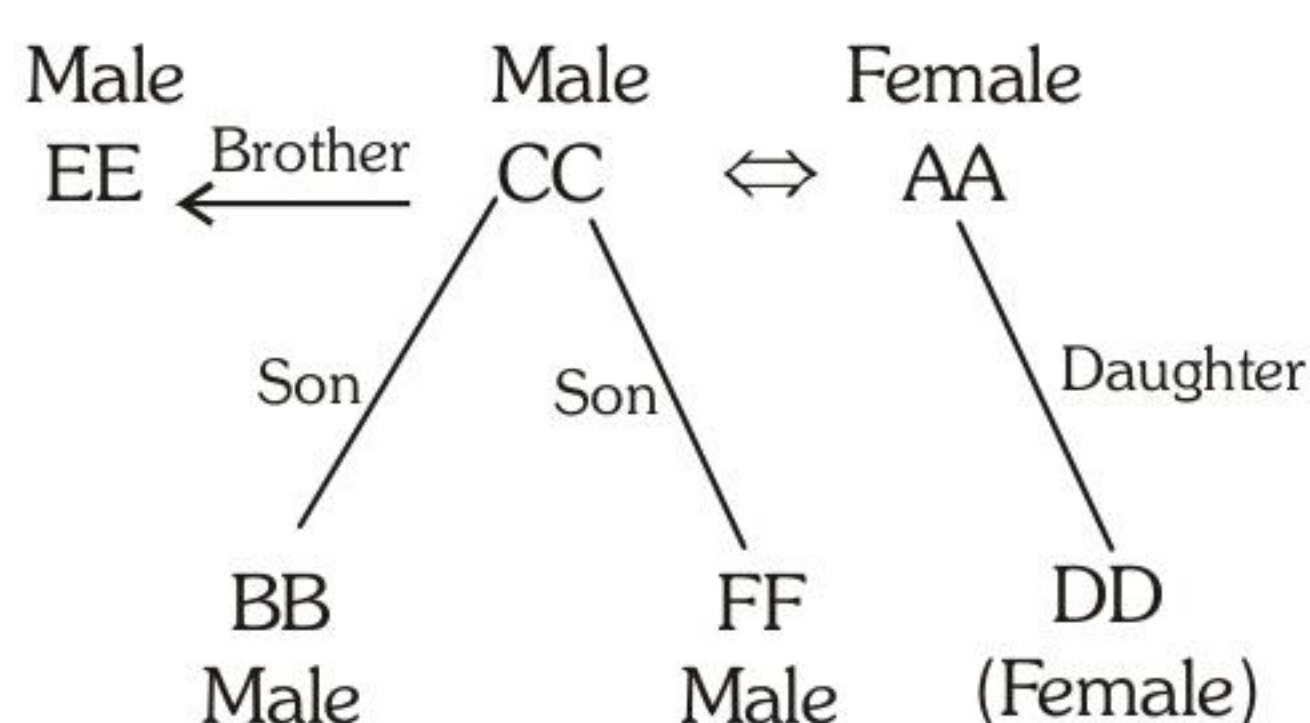 Male Male Female
EE Brother CC ⇔ AA
Son Son Daughter
BB FF DD
Male Male (Female)